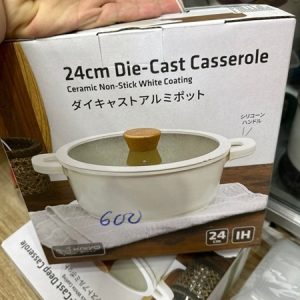 24cm Die-Cast Casserole
Ceramic Non-Stick White Coating
ダイキャストアルミポット
シリコーン
ハンドル
600
24
cm
IH
Cast Deep Casserole